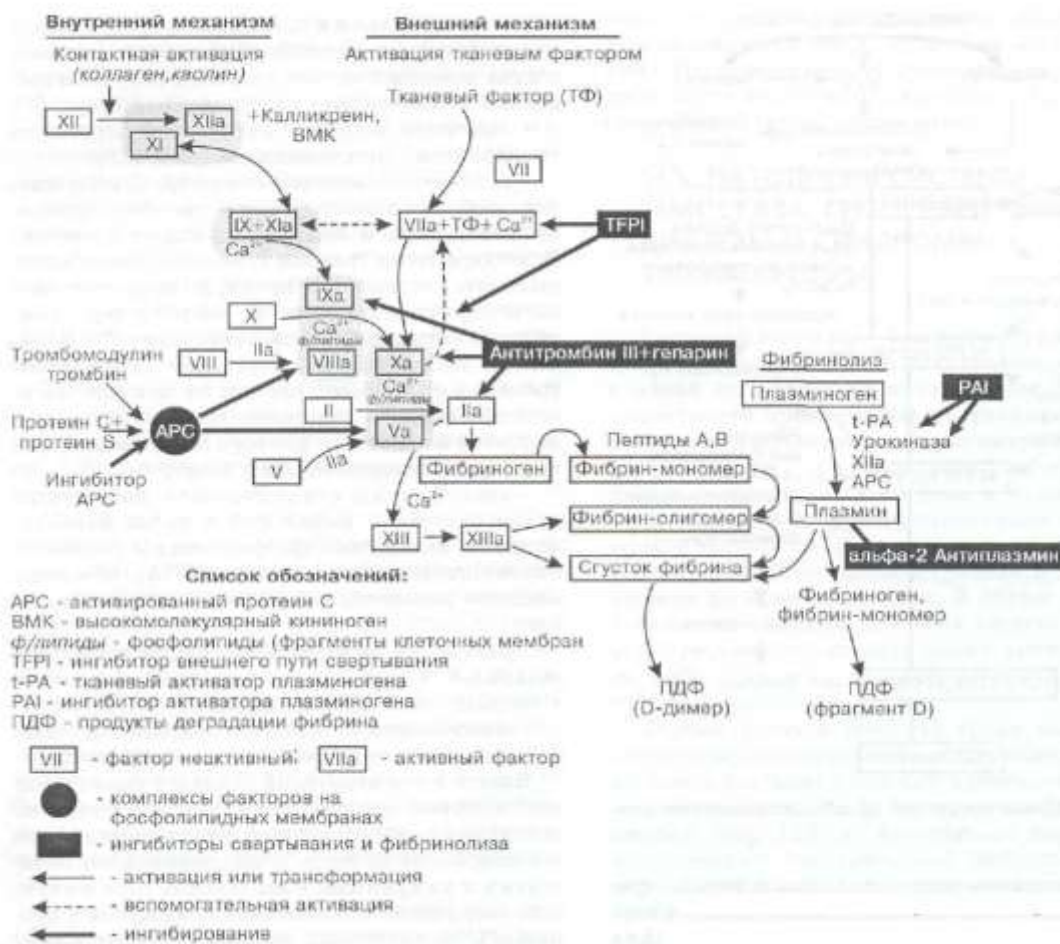 Внутренний механизм
Контактная активация
(коллаген,кволин)
Внешний механизм
Активация тканевым фактором
Тканевый фактор (ТФ)
XII
XIIa
+Калликреин,
ВМК
XI
VII
IX+XIa
Ca²⁺
VIIa+ТФ+Ca²⁺
TFPI
IXa
X
Ca²⁺
ф/липиды
VIII
IIa
VIIIa
Xa
Антитромбин III+гепарин
Ca²⁺
ф/липиды
Тромбомодулин
тромбин
Протеин С+
протеин S
APC
Ингибитор
АРС
II
IIa
Va
V
IIa
Фибриноген
Пептиды А,В
Фибрин-мономер
Фибрин-олигомер
Сгусток фибрина
Ca²⁺
XIII
XIIIa
Фибринолиз
Плазминоген
PAI
t-PA
Урокиназа
XIIa
APC
Плазмин
альфа-2 Антиплазмин
Фибриноген,
фибрин-мономер
ПДФ
(D-димер)
ПДФ
(фрагмент D)
Список обозначений:
АРС - активированный протеин С
ВМК - высокомолекулярный кининоген
ф/липиды - фосфолипиды (фрагменты клеточных мембран
TFPI - ингибитор внешнего пути свертывания
t-PA - тканевый активатор плазминогена
PAI - ингибитор активатора плазминогена
ПДФ - продукты деградации фибрина
VII - фактор неактивный; VIIa - активный фактор
- комплексы факторов на
фосфолипидных мембранах
- ингибиторы свертывания и фибринолиза
- активация или трансформация
- вспомогательная активация
- ингибирование